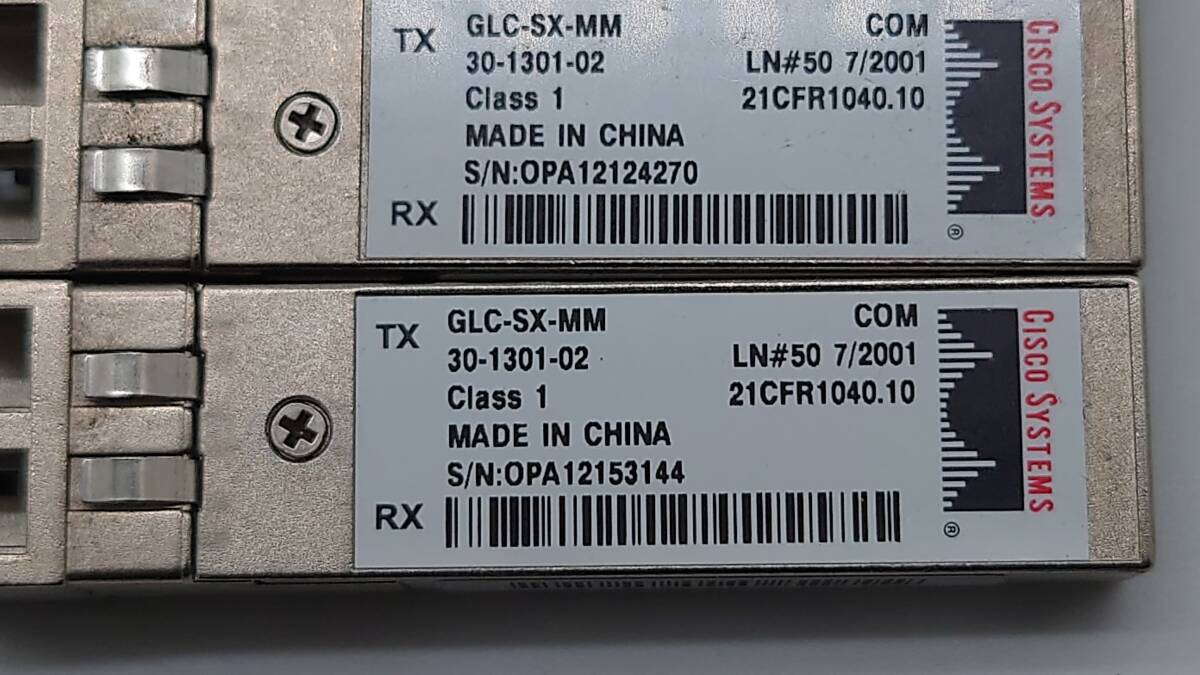 TX GLC-SX-MM COM
30-1301-02 LN#50 7/2001
Class 1 21CFR1040.10
MADE IN CHINA
S/N:OPA12124270
RX
CISCO SYSTEMS
®
TX GLC-SX-MM COM
30-1301-02 LN#50 7/2001
Class 1 21CFR1040.10
MADE IN CHINA
S/N:OPA12153144
RX
CISCO SYSTEMS
®